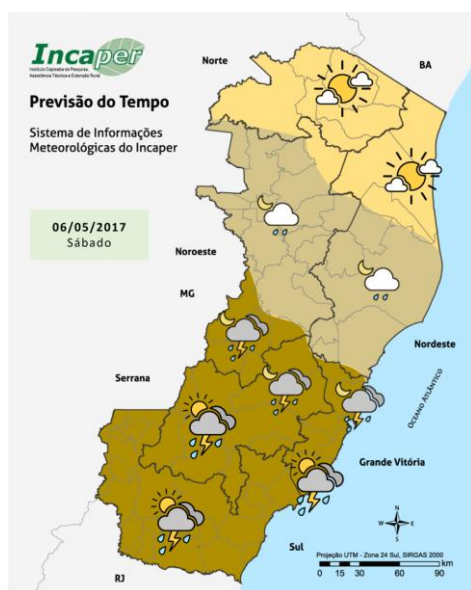 Incaper
Instituto Capixaba de Pesquisa,
Assistência Técnica e Extensão Rural
Previsão do Tempo
Sistema de Informações
Meteorológicas do Incaper
06/05/2017
Sábado
Norte
BA
Noroeste
MG
Nordeste
Serrana
OCEANO ATLÂNTICO
Grande Vitória
Sul
RJ
N
W
E
S
Projeção UTM - Zona 24 Sul, SIRGAS 2000
km
0 15 30 60 90